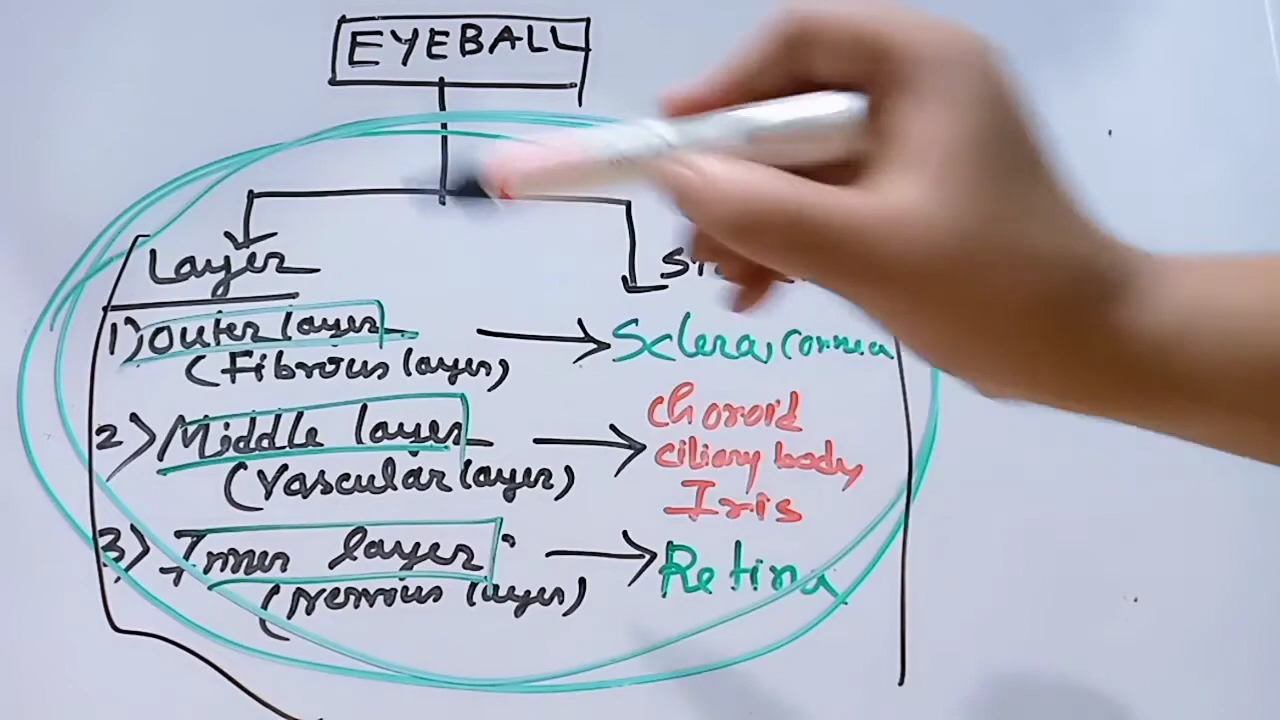 EYEBALL
Layer
1) Outer layer → Sclera, cornea
(Fibrous layer)
2) Middle layer → Choroid
ciliary body,
(Vascular layer) Iris
3) Inner layer → Retina
(Nervous layer)